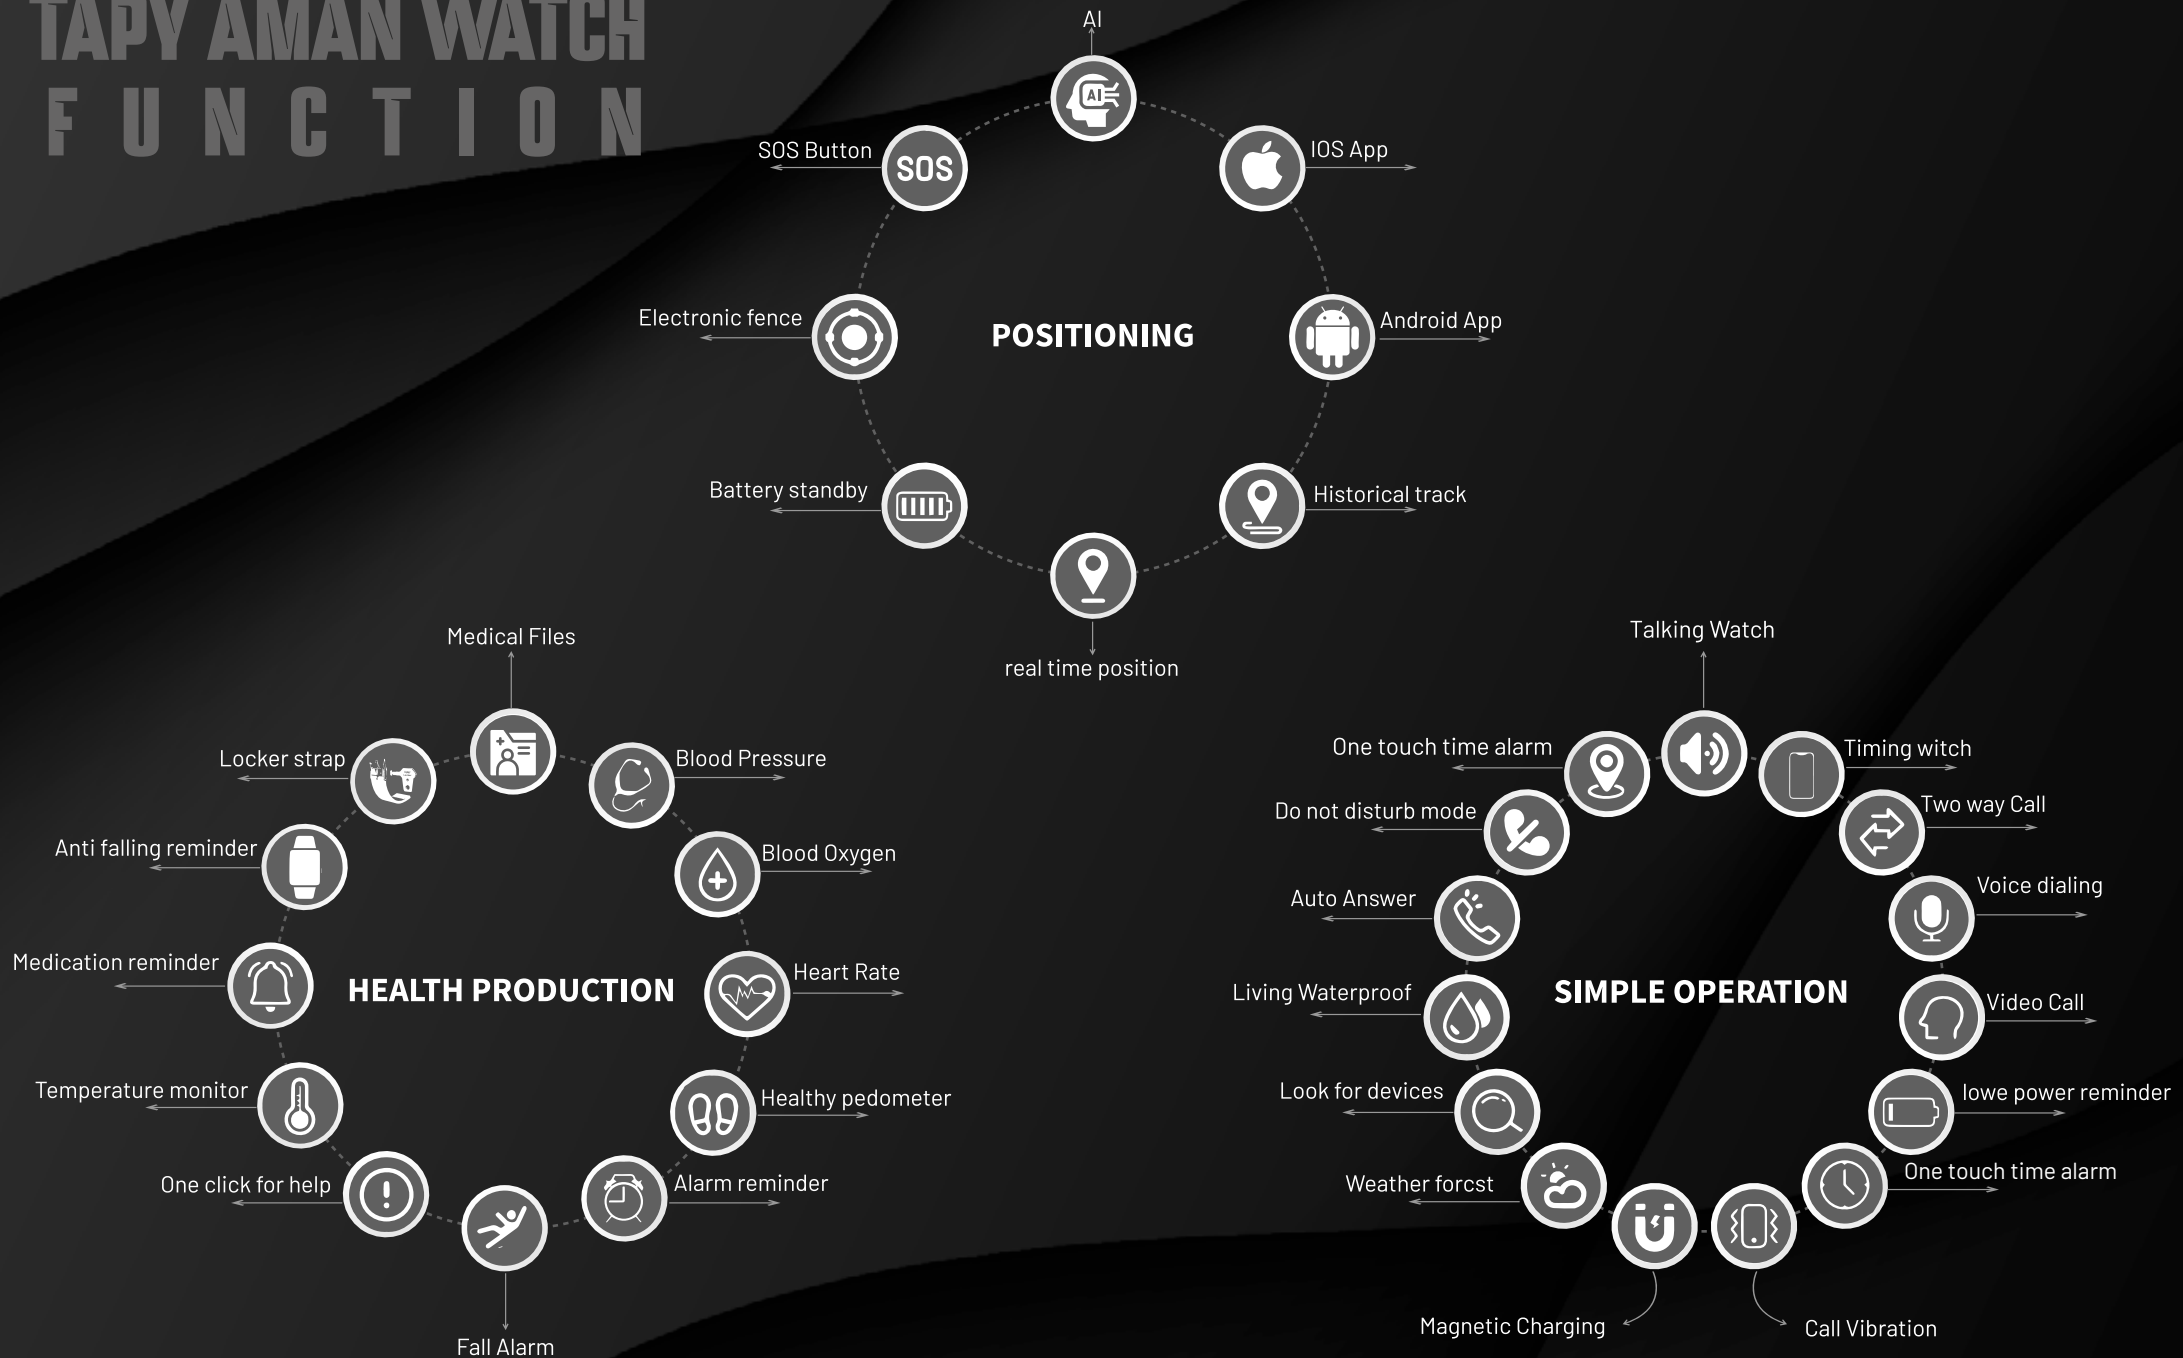 TAPY AMAN WATCH
FUNCTION
AI
AI
SOS Button
SOS
IOS App
Electronic fence
POSITIONING
Android App
Battery standby
Historical track
real time position
Medical Files
Locker strap
Blood Pressure
Anti falling reminder
Blood Oxygen
Medication reminder
HEALTH PRODUCTION
Heart Rate
Temperature monitor
Healthy pedometer
One click for help
Alarm reminder
Fall Alarm
Talking Watch
One touch time alarm
Timing witch
Do not disturb mode
Two way Call
Auto Answer
Voice dialing
Living Waterproof
SIMPLE OPERATION
Video Call
Look for devices
lowe power reminder
Weather forcst
One touch time alarm
Magnetic Charging
Call Vibration